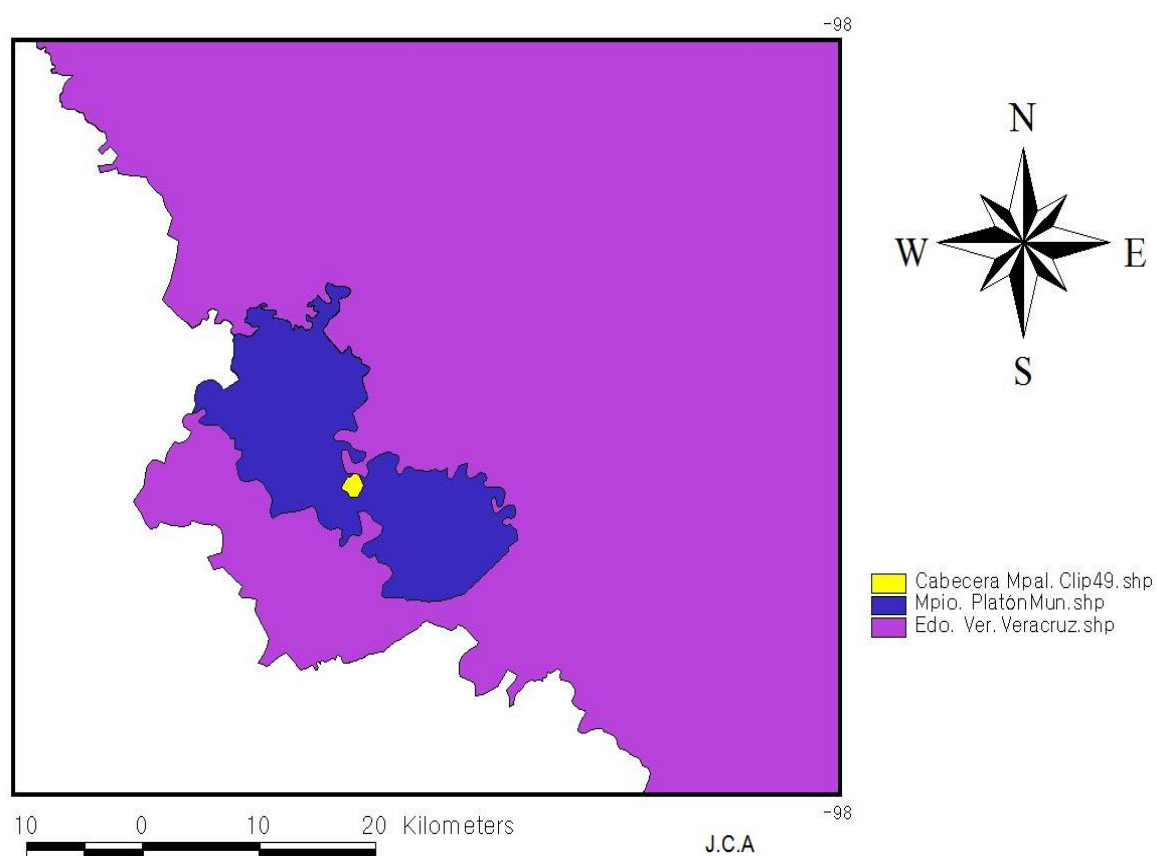 -98
N
W E
S
Cabecera Mpal. Clip49.shp
Mpio. PlatónMun.shp
Edo. Ver. Veracruz.shp
-98
10 0 10 20 Kilometers
J.C.A